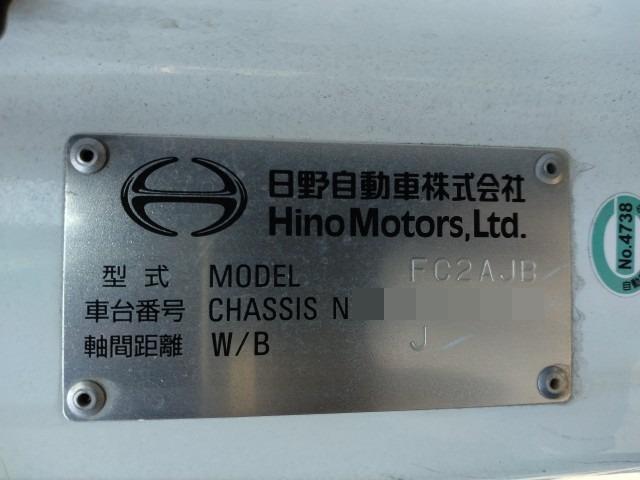 日野自動車株式会社
Hino Motors, Ltd.
型式 MODEL FC2AJB
車台番号 CHASSIS N
軸間距離 W/B J
No.4738